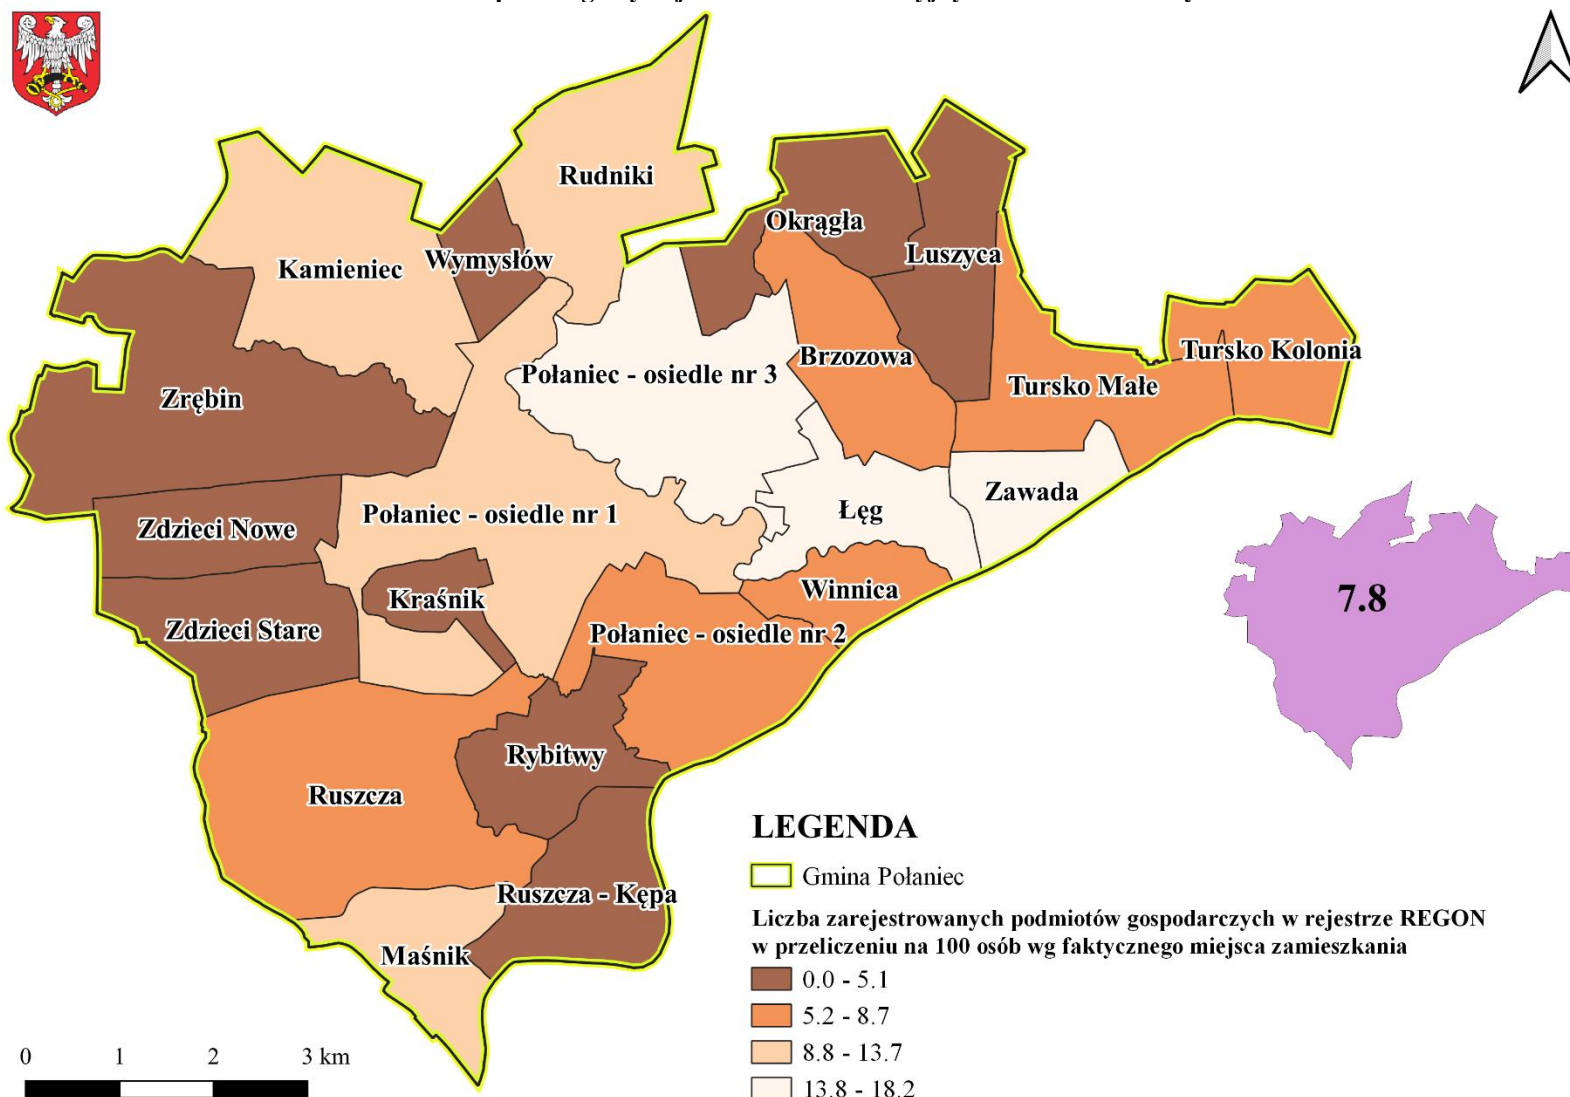 Rudniki
Okrągła
Luszyca
Wymysłów
Kamieniec
Tursko Kolonia
Brzozowa
Połaniec - osiedle nr 3
Tursko Małe
Zrębin
Zawada
Łęg
Połaniec - osiedle nr 1
Zdzieci Nowe
Winnica
Kraśnik
7.8
Zdzieci Stare
Połaniec - osiedle nr 2
Rybitwy
Ruszcza
Ruszcza - Kępa
Maśnik
LEGENDA
Gmina Połaniec
Liczba zarejestrowanych podmiotów gospodarczych w rejestrze REGON
w przeliczeniu na 100 osób wg faktycznego miejsca zamieszkania
0.0 - 5.1
5.2 - 8.7
8.8 - 13.7
13.8 - 18.2
0 1 2 3 km